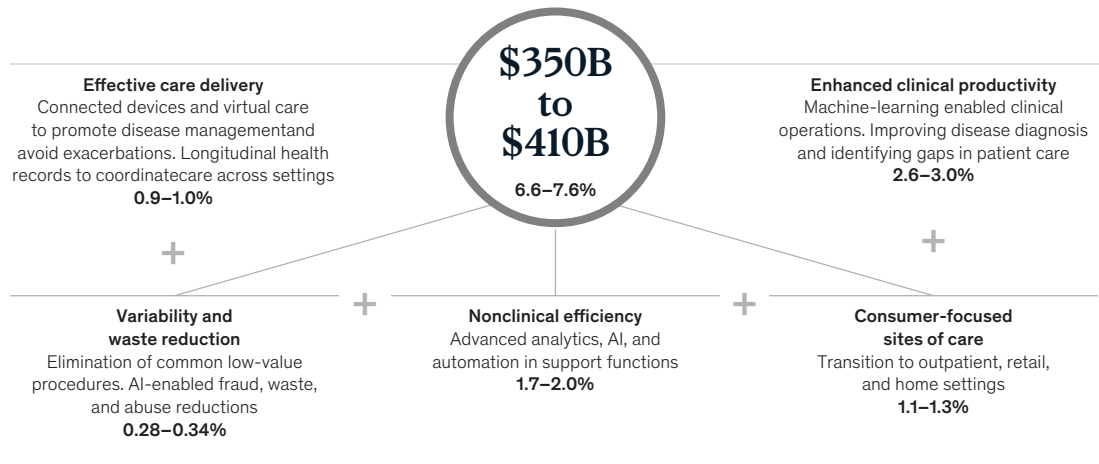 $350B
to
$410B
6.6–7.6%
Effective care delivery
Connected devices and virtual care
to promote disease managementand
avoid exacerbations. Longitudinal health
records to coordinatecare across settings
0.9–1.0%
Enhanced clinical productivity
Machine-learning enabled clinical
operations. Improving disease diagnosis
and identifying gaps in patient care
2.6–3.0%
+
+
Variability and
waste reduction
Elimination of common low-value
procedures. AI-enabled fraud, waste,
and abuse reductions
0.28–0.34%
+
Nonclinical efficiency
Advanced analytics, AI, and
automation in support functions
1.7–2.0%
+
Consumer-focused
sites of care
Transition to outpatient, retail,
and home settings
1.1–1.3%